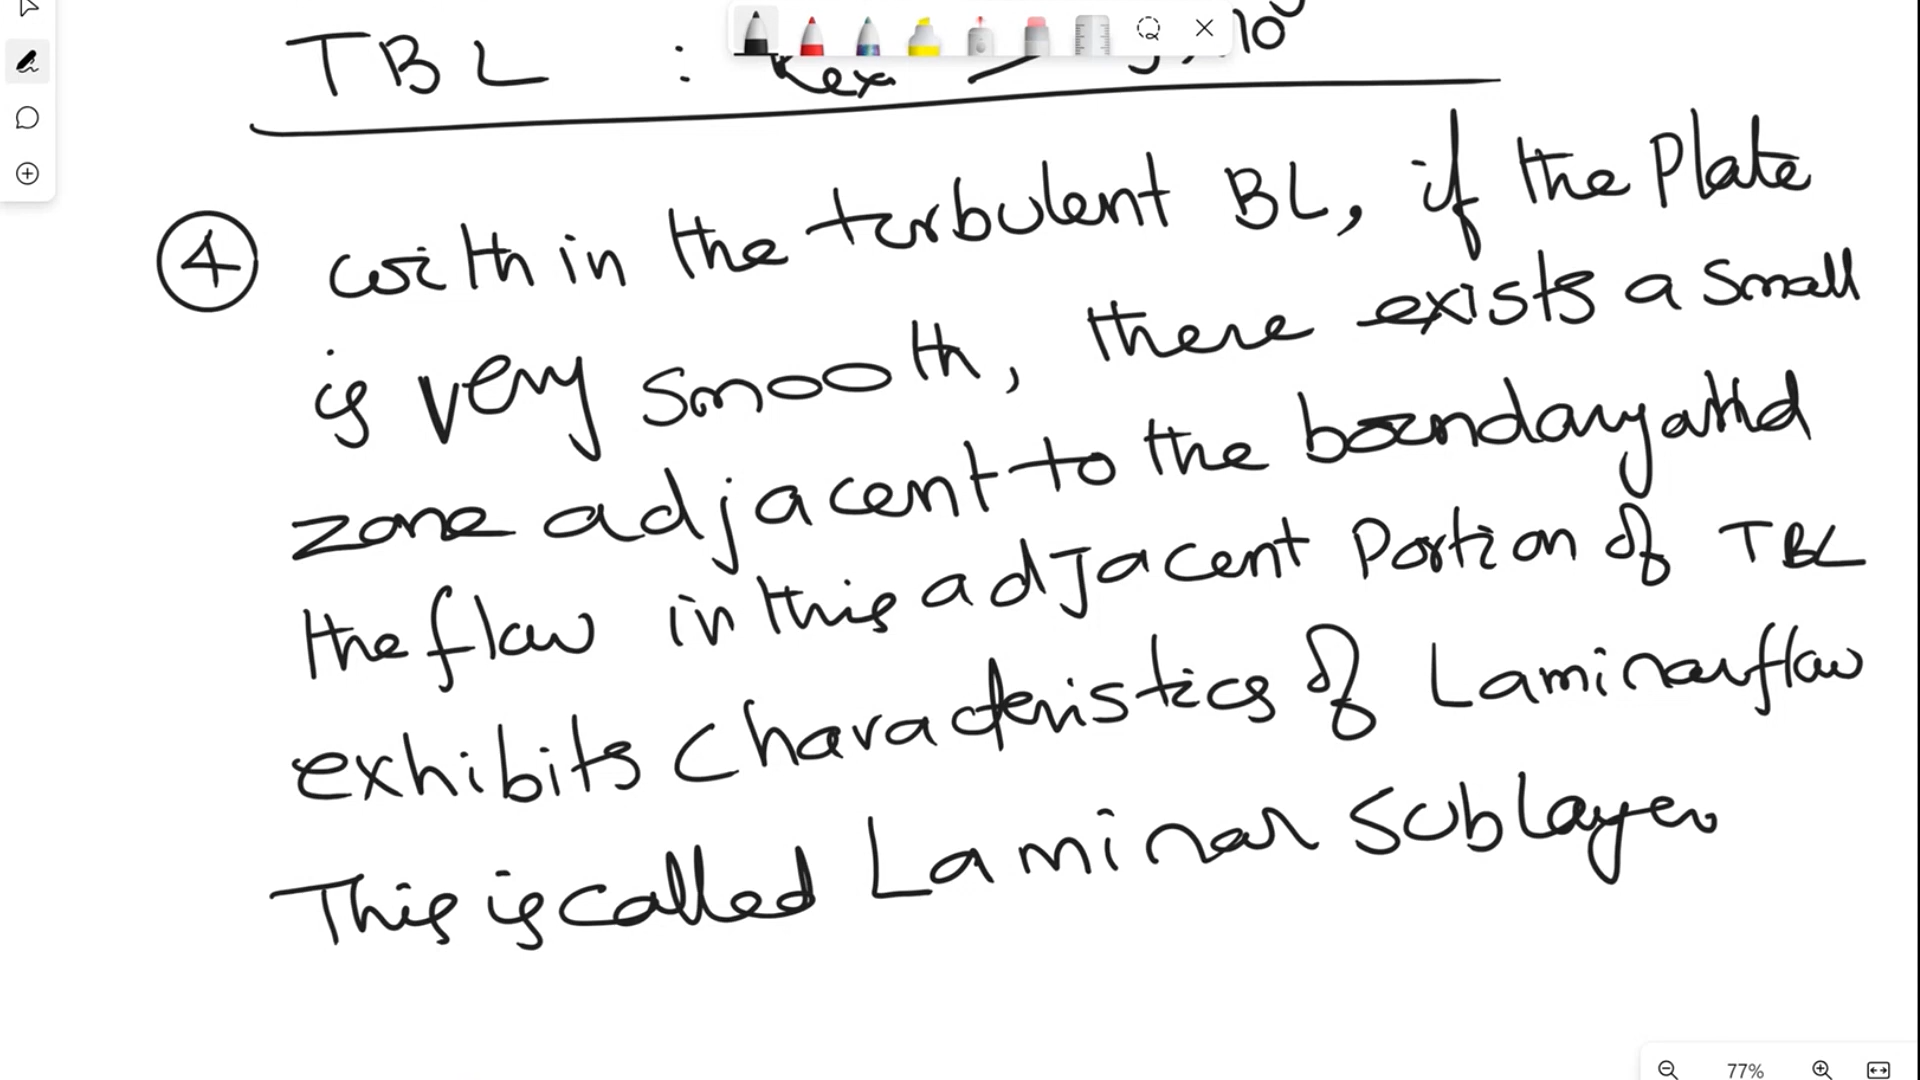 TBL : Rex > 10
④ with in the turbulent BL, if the Plate
is very smooth, there exists a small
zone adjacent to the boundary and
the flow in this adjacent Portion of TBL
exhibits characteristics of Laminar flow
This is called Laminar sublayer
77%